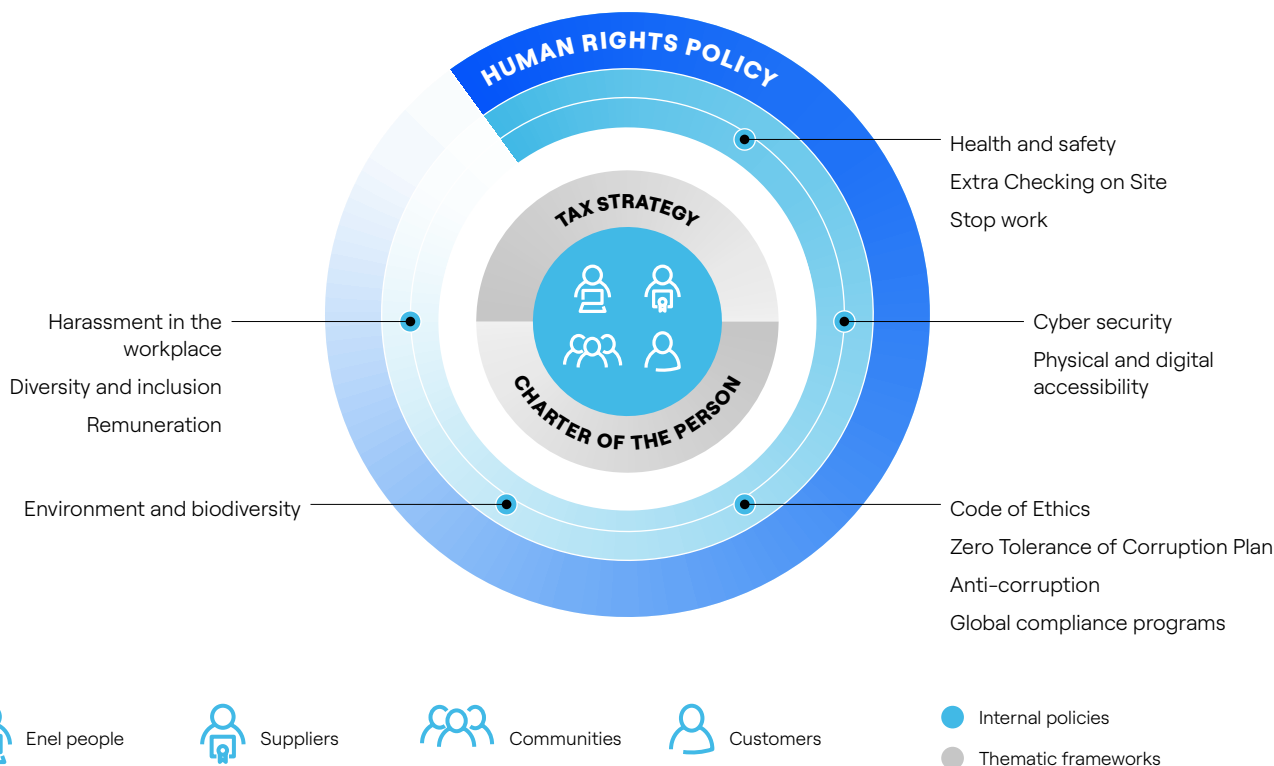 HUMAN RIGHTS POLICY
Health and safety
Extra Checking on Site
Stop work
TAX STRATEGY
Harassment in the
workplace
Diversity and inclusion
Remuneration
Cyber security
Physical and digital
accessibility
CHARTER OF THE PERSON
Environment and biodiversity
Code of Ethics
Zero Tolerance of Corruption Plan
Anti-corruption
Global compliance programs
Enel people
Suppliers
Communities
Customers
Internal policies
Thematic frameworks